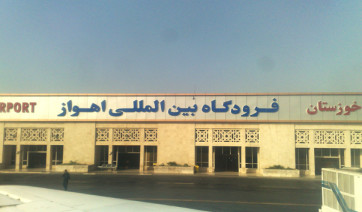 خوزستان فرودگاه بین المللی اهواز RPORT